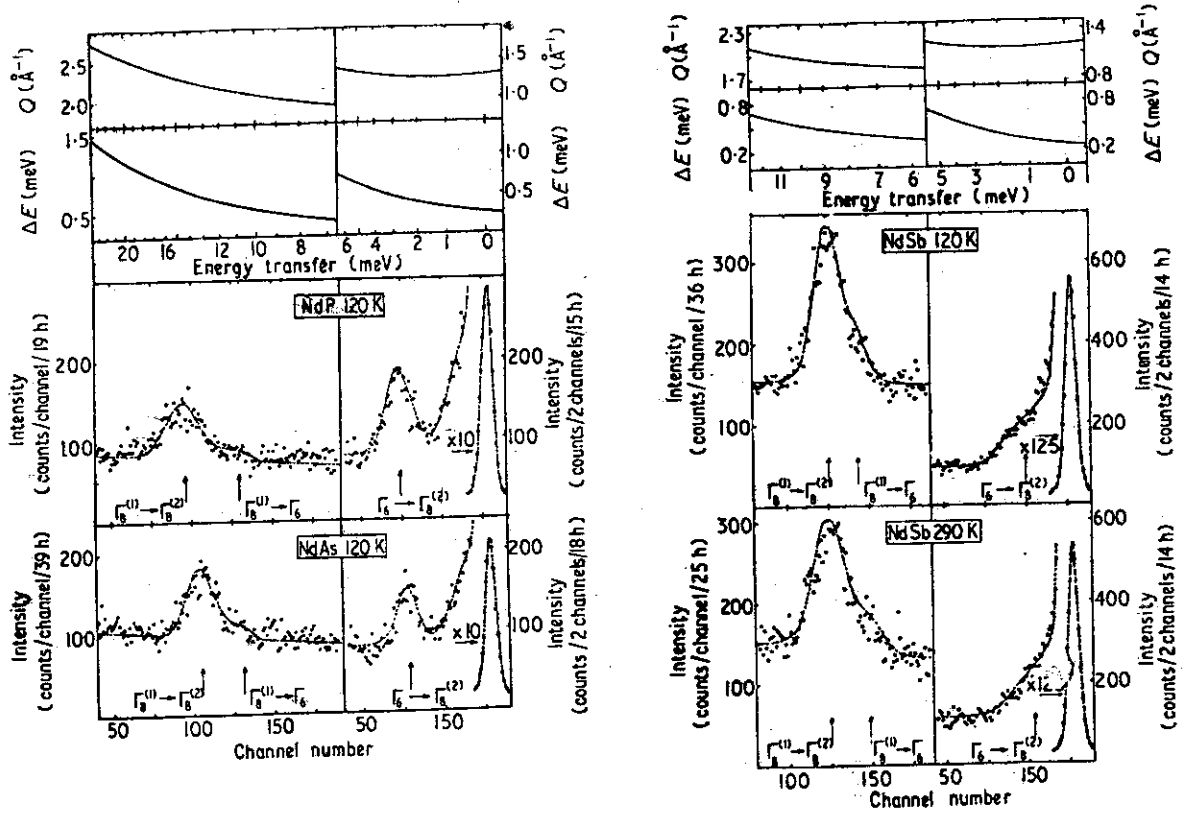 Q (Å⁻¹)
2.5
2.0
1.5
1.0
Q (Å⁻¹)
ΔE (meV)
1.5
0.5
1.0
0.5
ΔE (meV)
20 16 12 10 8 6 4 2 0
Energy transfer (meV)
NdP 120 K
Intensity
(counts/channel/19 h)
200
100
200
100
Intensity
(counts/2 channels/15 h)
×10
Γ₈⁽¹⁾→Γ₈⁽²⁾
Γ₈⁽¹⁾→Γ₆
Γ₆→Γ₈⁽²⁾
NdAs 120 K
Intensity
(counts/channel/39 h)
200
100
200
100
Intensity
(counts/2 channels/18h)
×10
Γ₈⁽¹⁾→Γ₈⁽²⁾
Γ₈⁽¹⁾→Γ₆
Γ₆→Γ₈⁽²⁾
50 100 150 50 150
Channel number
Q (Å⁻¹)
2.3
1.7
1.4
0.8
Q (Å⁻¹)
ΔE (meV)
0.8
0.2
0.8
0.2
ΔE (meV)
11 9 7 6 5 3 1 0
Energy transfer (meV)
NdSb 120K
Intensity
(counts/channel/36 h)
300
200
100
600
400
200
Intensity
(counts/2 channels/14 h)
×12.5
Γ₈⁽¹⁾→Γ₈⁽²⁾
Γ₈⁽¹⁾→Γ₆
Γ₆→Γ₈⁽²⁾
NdSb 290K
Intensity
(counts/channel/25 h)
300
200
100
600
400
200
Intensity
(counts/2 channels/14 h)
Γ₈⁽¹⁾→Γ₈⁽²⁾
Γ₈⁽¹⁾→Γ₆
Γ₆→Γ₈⁽²⁾
100 150 50 150
Channel number